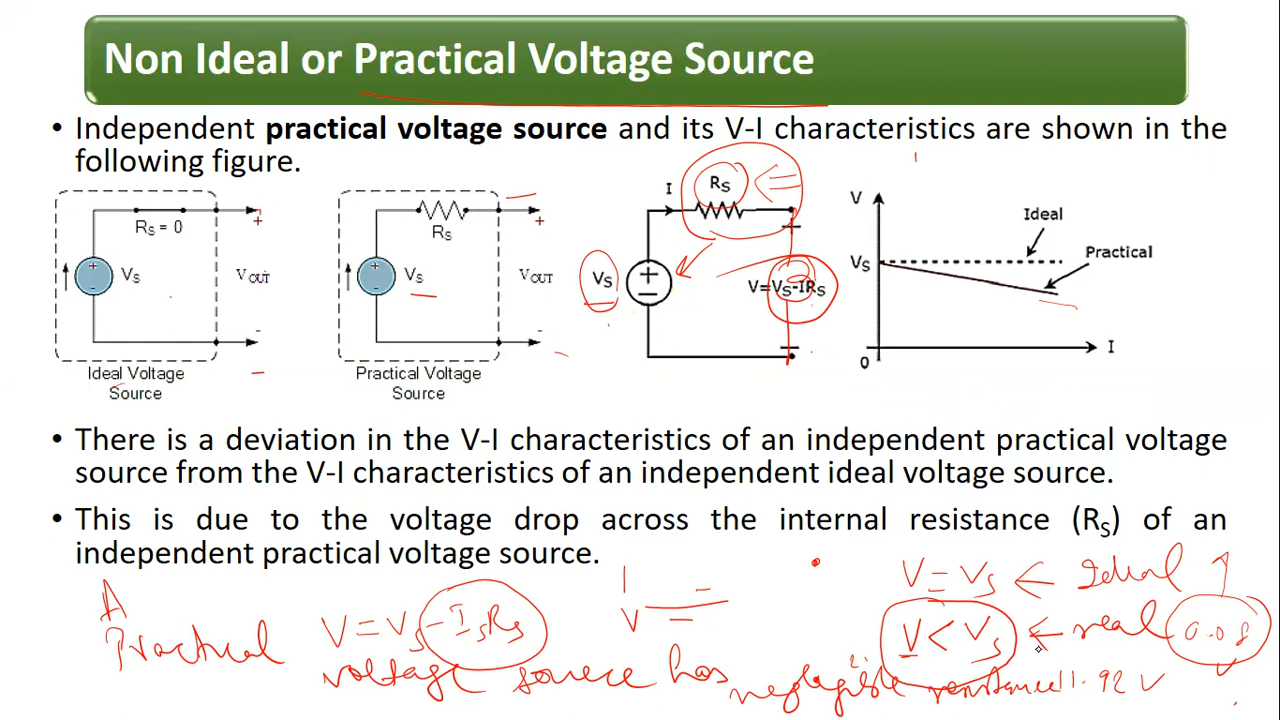 Non Ideal or Practical Voltage Source
• Independent practical voltage source and its V-I characteristics are shown in the
following figure.
RS = 0
VS
+
VOUT
-
Ideal Voltage
Source
RS
VS
+
VOUT
-
Practical Voltage
Source
I
RS
+
VS
V=VS-IRS
V
Ideal
VS
Practical
0
I
• There is a deviation in the V-I characteristics of an independent practical voltage
source from the V-I characteristics of an independent ideal voltage source.
• This is due to the voltage drop across the internal resistance (RS) of an
independent practical voltage source.
V = VS ← Ideal
V = VS - ISRS
V < VS ← real 0.08
A
Practical voltage source has negligible resistance 11.92 V